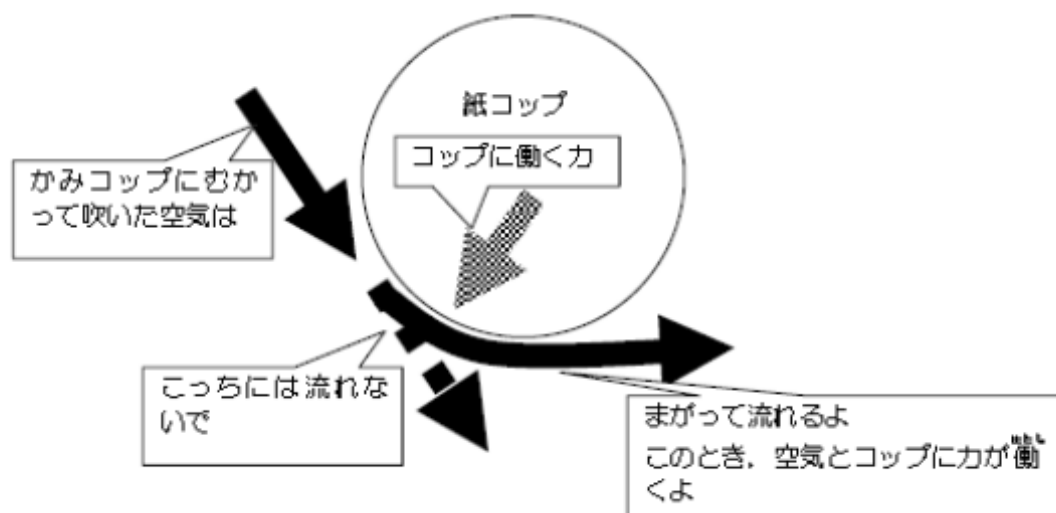 紙コップ
コップに働く力
かみコップにむか
って吹いた空気は
こっちには流れな
いで
まがって流れるよ
このとき，空気とコップに力が働
くよ